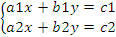 a1x + b1y = c1
a2x + b2y = c2